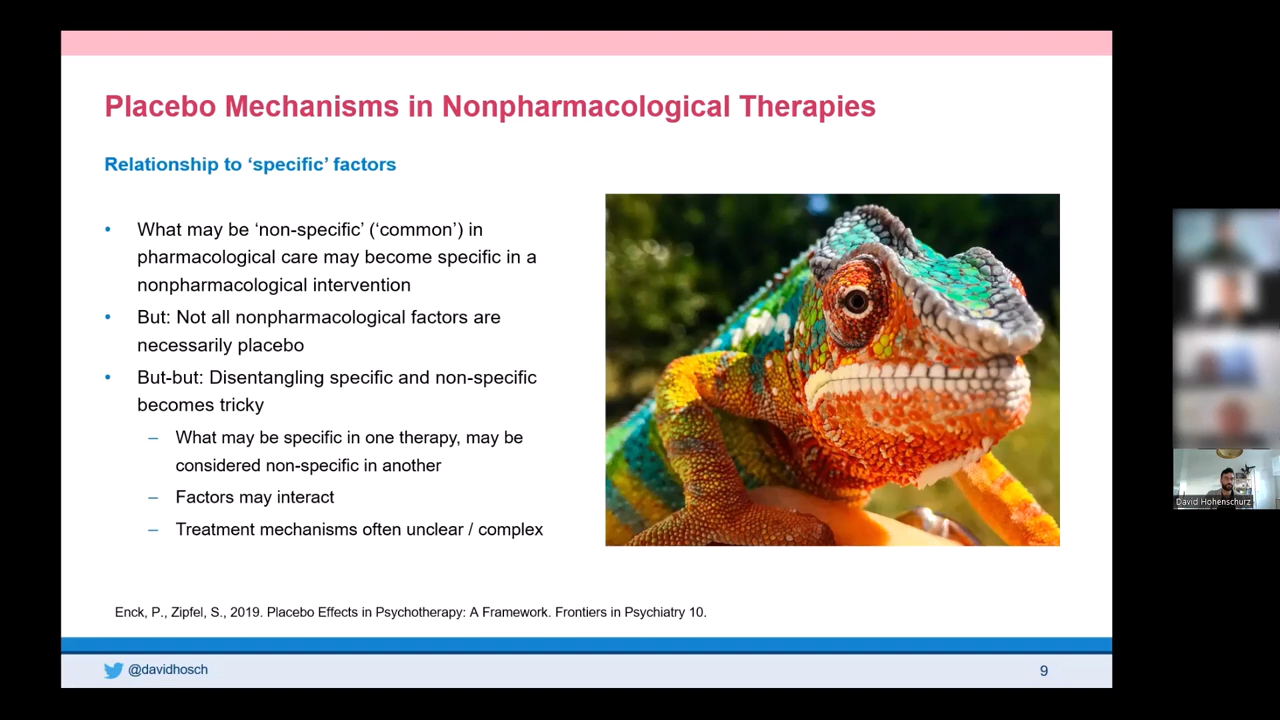 Placebo Mechanisms in Nonpharmacological Therapies
Relationship to ‘specific’ factors
• What may be ‘non-specific’ (‘common’) in
pharmacological care may become specific in a
nonpharmacological intervention
• But: Not all nonpharmacological factors are
necessarily placebo
• But-but: Disentangling specific and non-specific
becomes tricky
– What may be specific in one therapy, may be
considered non-specific in another
– Factors may interact
– Treatment mechanisms often unclear / complex
Enck, P., Zipfel, S., 2019. Placebo Effects in Psychotherapy: A Framework. Frontiers in Psychiatry 10.
@davidhosch
9
David Hohenschurz